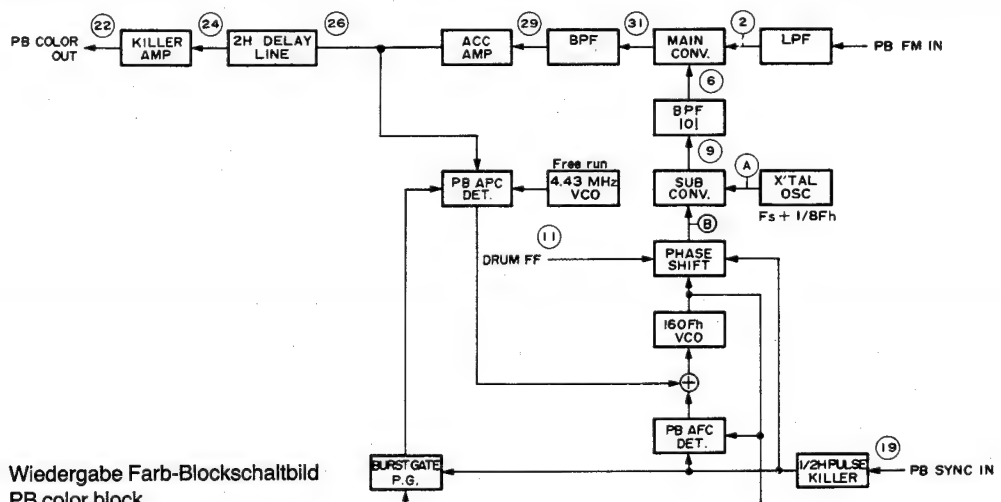 22
24
26
29
31
2
PB COLOR
OUT
KILLER
AMP
2H DELAY
LINE
ACC
AMP
BPF
MAIN
CONV.
LPF
PB FM IN
6
BPF
101
9
A
Free run
PB APC
DET.
4.43 MHz
VCO
SUB
CONV.
X'TAL
OSC
Fs + 1/8Fh
B
11
DRUM FF
PHASE
SHIFT
160Fh
VCO
+
PB AFC
DET.
19
BURST GATE
P.G.
1/2H PULSE
KILLER
PB SYNC IN
Wiedergabe Farb-Blockschaltbild
PB color block